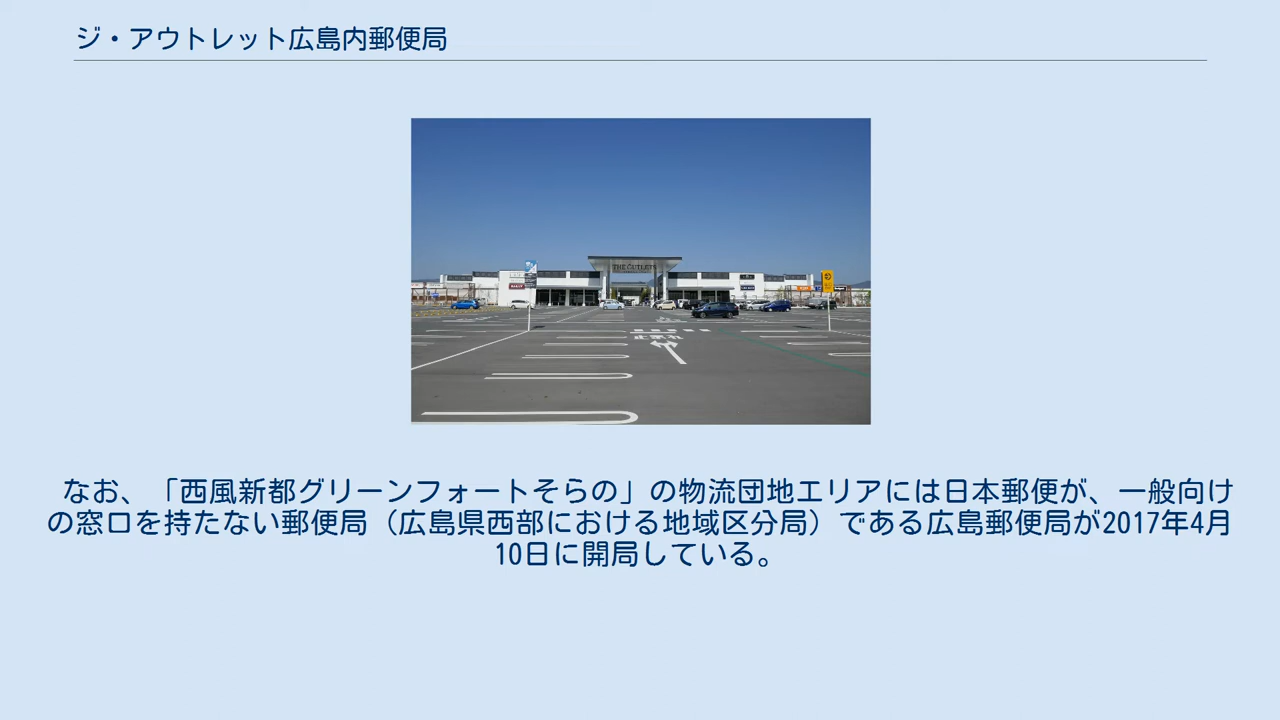 ジ・アウトレット広島内郵便局
THE OUTLETS
止まれ
なお、「西風新都グリーンフォートそらの」の物流団地エリアには日本郵便が、一般向け
の窓口を持たない郵便局（広島県西部における地域区分局）である広島郵便局が2017年4月
10日に開局している。